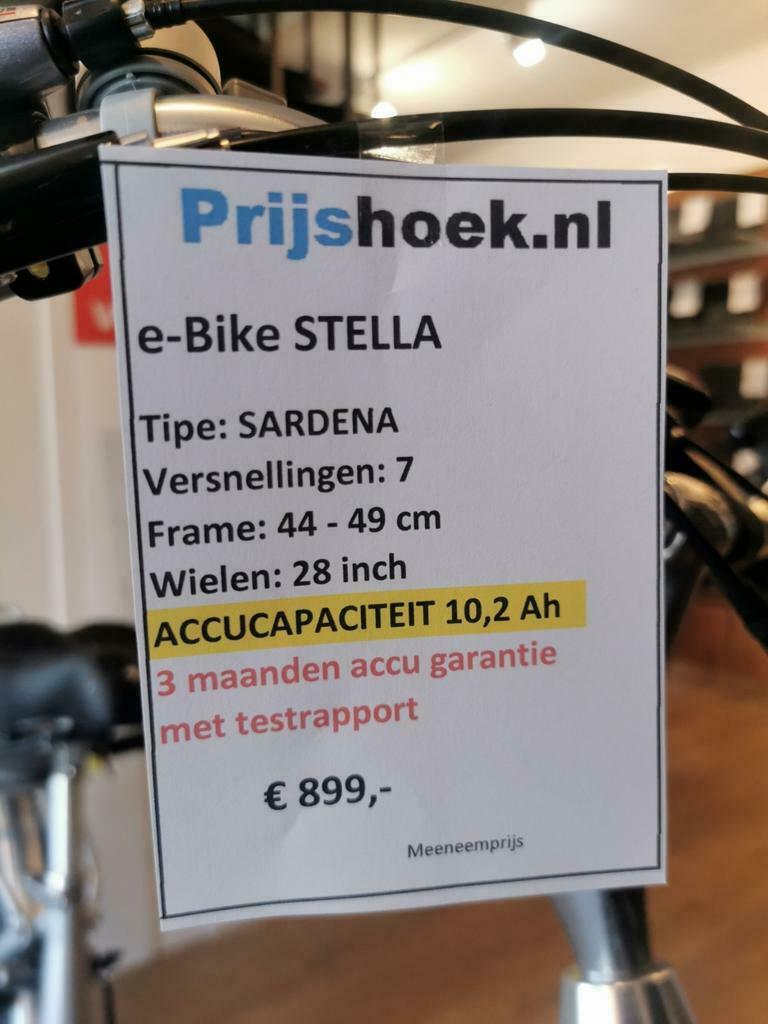 Prijshoek.nl
e-Bike STELLA
Tipe: SARDENA
Versnellingen: 7
Frame: 44 - 49 cm
Wielen: 28 inch
ACCUCAPACITEIT 10,2 Ah
3 maanden accu garantie
met testrapport
€ 899,-
Meeneemprijs